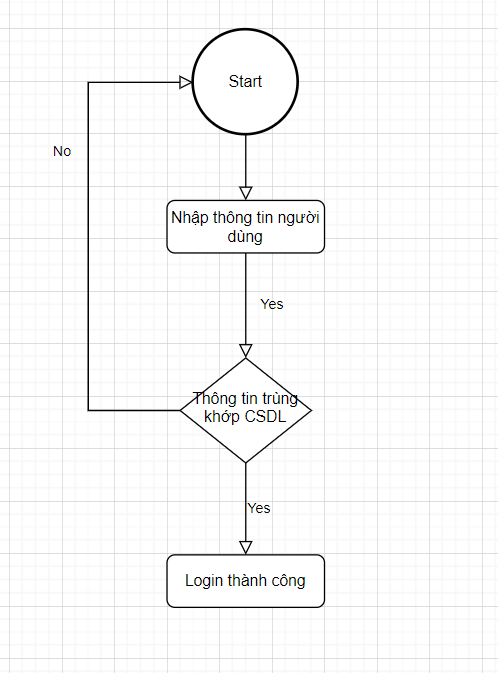 Start
No
Nhập thông tin người
dùng
Yes
Thông tin trùng
khớp CSDL
Yes
Login thành công